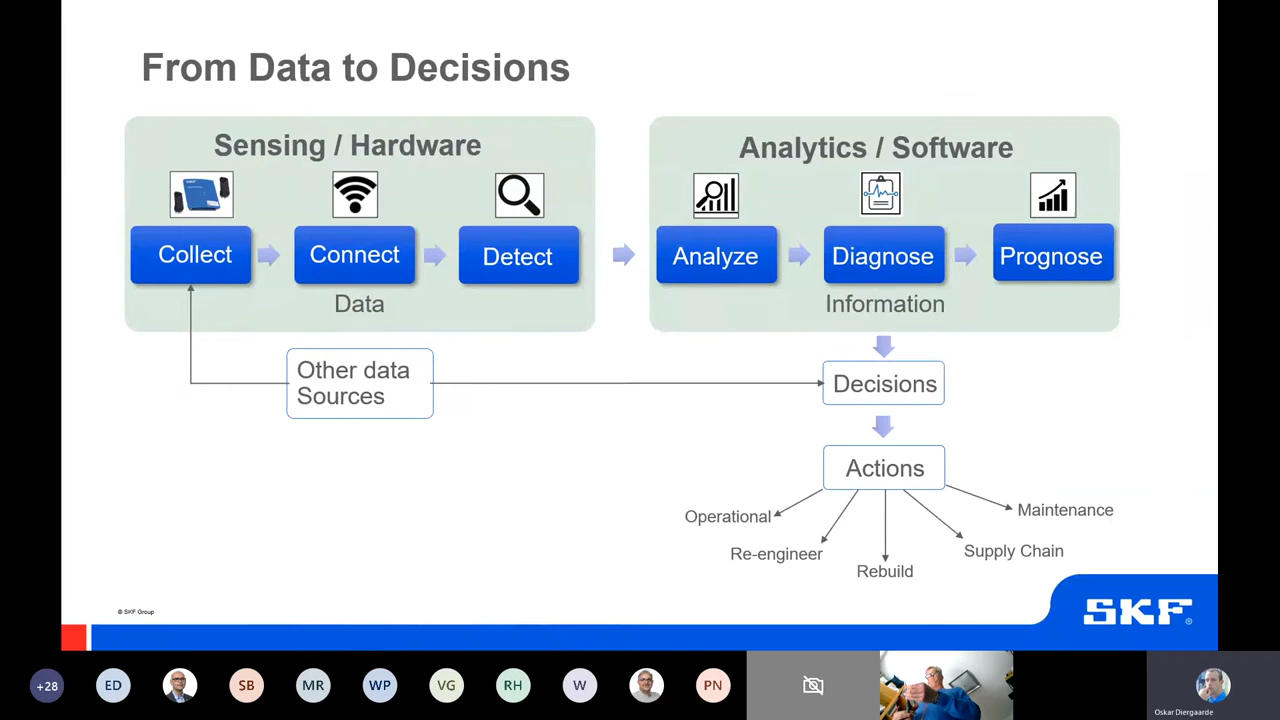 From Data to Decisions
Sensing / Hardware
Analytics / Software
Collect
Connect
Detect
Analyze
Diagnose
Prognose
Data
Information
Other data
Sources
Decisions
Actions
Operational
Re-engineer
Rebuild
Supply Chain
Maintenance
© SKF Group
SKF®
+28
ED
SB
MR
WP
VG
RH
W
PN
Oskar Diergaarde